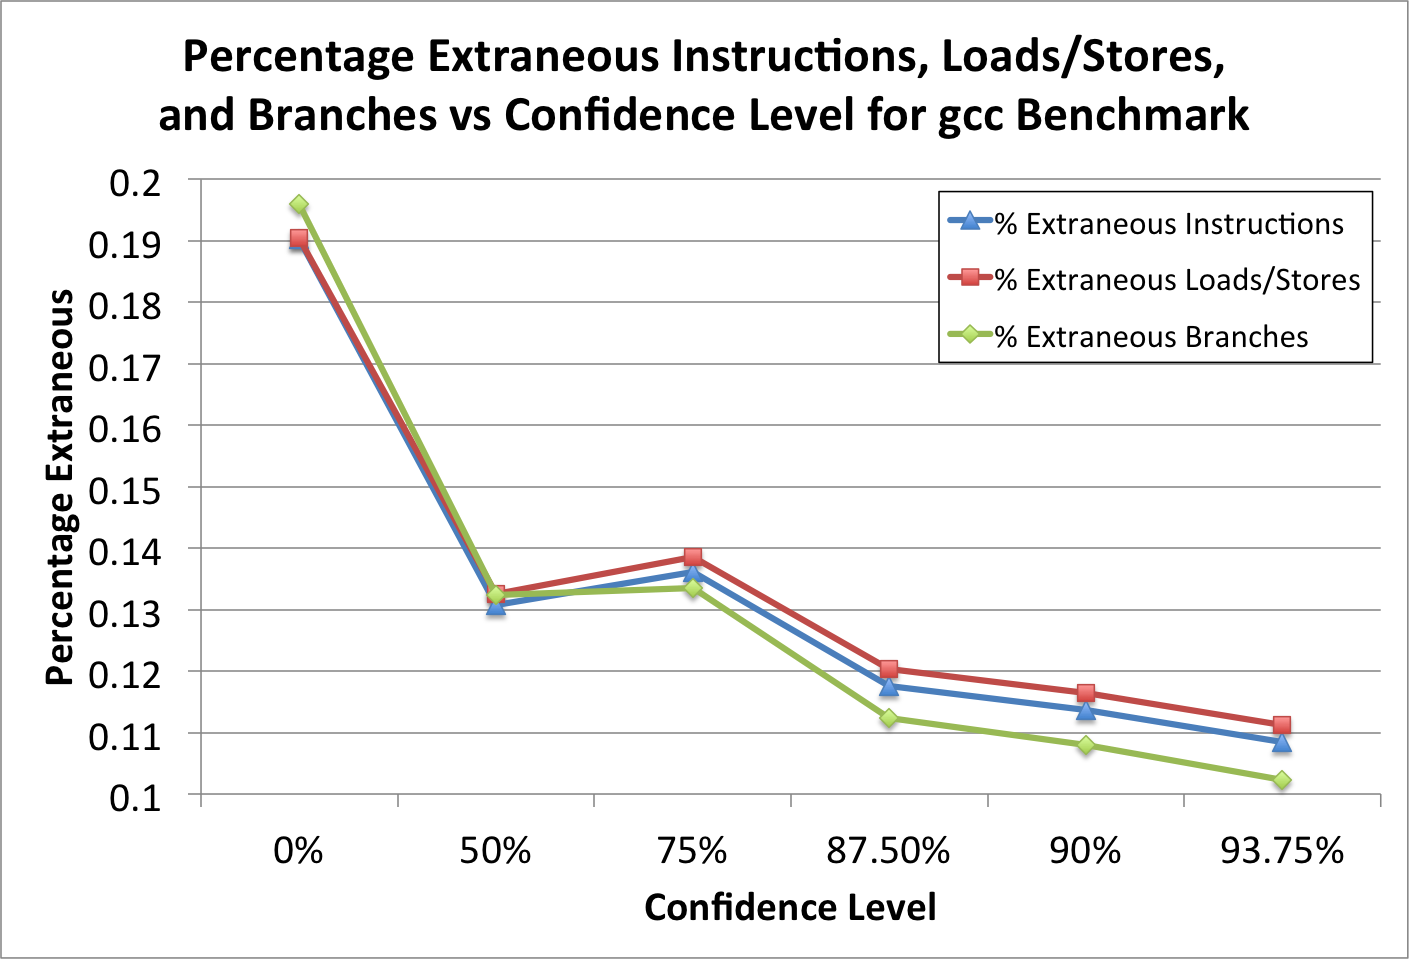 Percentage Extraneous Instructions, Loads/Stores,
and Branches vs Confidence Level for gcc Benchmark
0.2
0.19
0.18
0.17
0.16
0.15
0.14
0.13
0.12
0.11
0.1
Percentage Extraneous
% Extraneous Instructions
% Extraneous Loads/Stores
% Extraneous Branches
0% 50% 75% 87.50% 90% 93.75%
Confidence Level